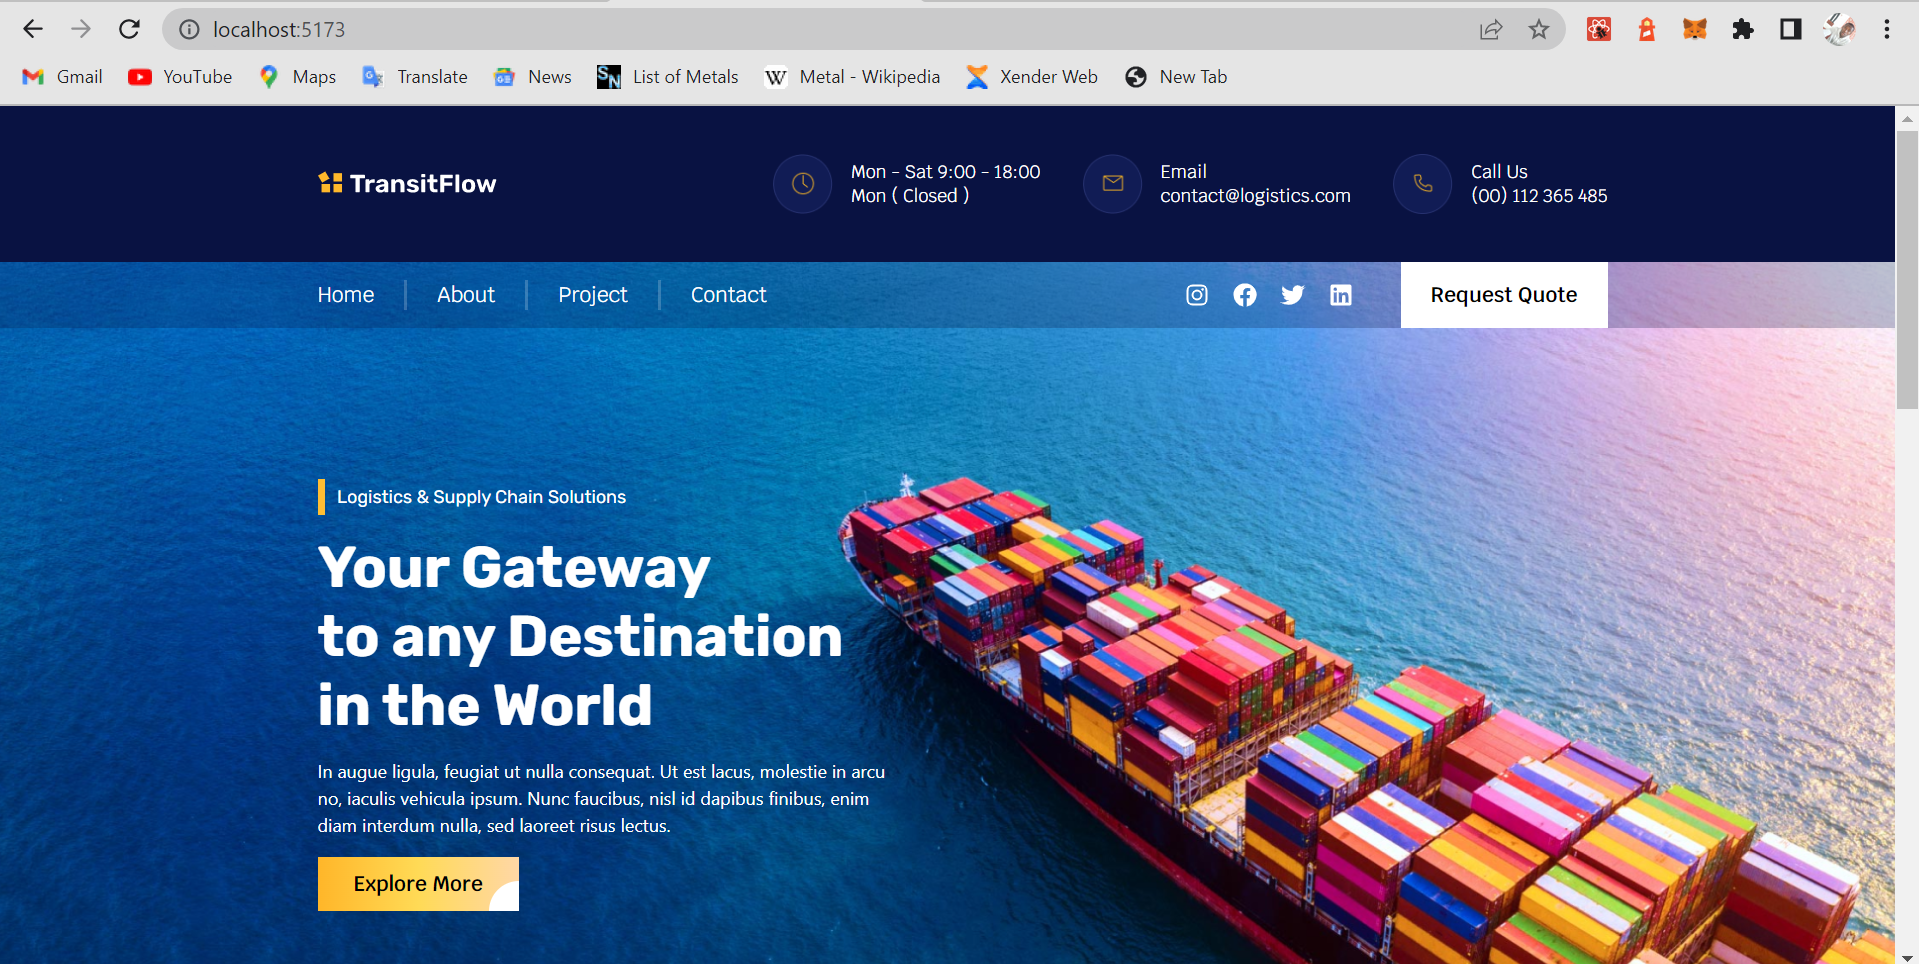 localhost:5173
Gmail
YouTube
Maps
Translate
News
List of Metals
Metal - Wikipedia
Xender Web
New Tab
TransitFlow
Mon - Sat 9:00 - 18:00
Mon ( Closed )
Email
contact@logistics.com
Call Us
(00) 112 365 485
Home
About
Project
Contact
Request Quote
Logistics & Supply Chain Solutions
Your Gateway
to any Destination
in the World
In augue ligula, feugiat ut nulla consequat. Ut est lacus, molestie in arcu
no, iaculis vehicula ipsum. Nunc faucibus, nisl id dapibus finibus, enim
diam interdum nulla, sed laoreet risus lectus.
Explore More